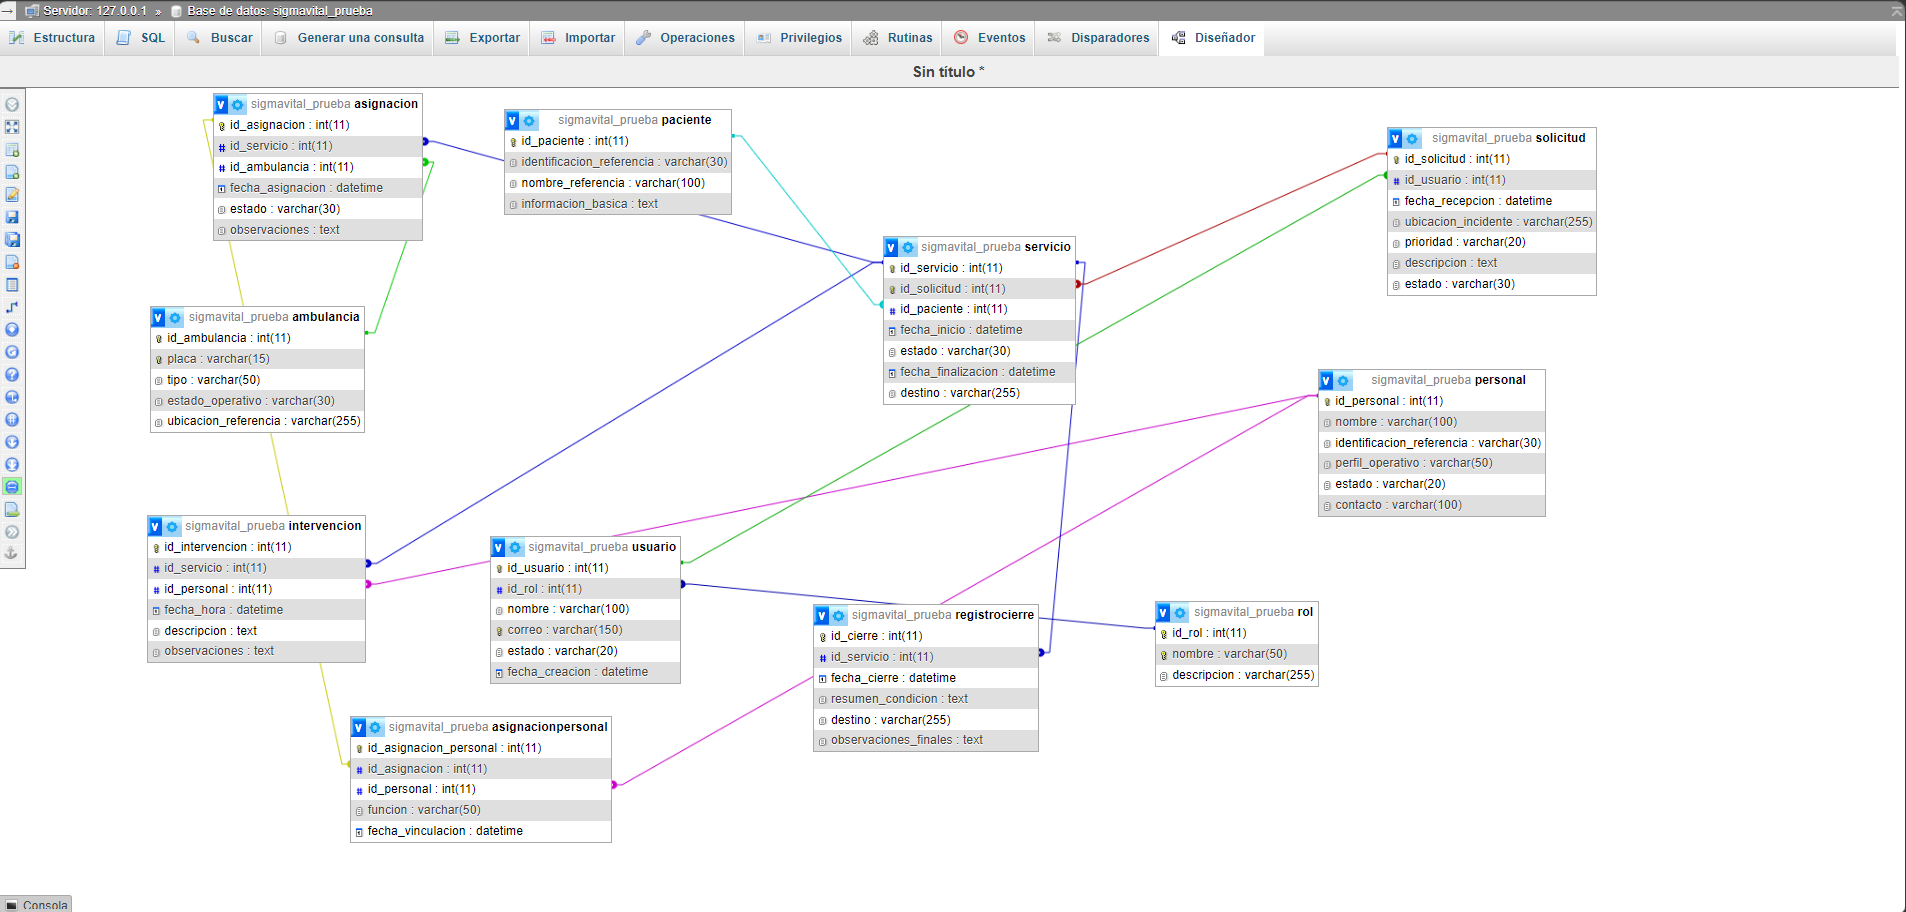 Servidor: 127.0.0.1 » Base de datos: sigmavital_prueba
Estructura SQL Buscar Generar una consulta Exportar Importar Operaciones Privilegios Rutinas Eventos Disparadores Diseñador
Sin título *
sigmavital_prueba asignacion
id_asignacion : int(11)
id_servicio : int(11)
id_ambulancia : int(11)
fecha_asignacion : datetime
estado : varchar(30)
observaciones : text
sigmavital_prueba paciente
id_paciente : int(11)
identificacion_referencia : varchar(30)
nombre_referencia : varchar(100)
informacion_basica : text
sigmavital_prueba solicitud
id_solicitud : int(11)
id_usuario : int(11)
fecha_recepcion : datetime
ubicacion_incidente : varchar(255)
prioridad : varchar(20)
descripcion : text
estado : varchar(30)
sigmavital_prueba servicio
id_servicio : int(11)
id_solicitud : int(11)
id_paciente : int(11)
fecha_inicio : datetime
estado : varchar(30)
fecha_finalizacion : datetime
destino : varchar(255)
sigmavital_prueba ambulancia
id_ambulancia : int(11)
placa : varchar(15)
tipo : varchar(50)
estado_operativo : varchar(30)
ubicacion_referencia : varchar(255)
sigmavital_prueba personal
id_personal : int(11)
nombre : varchar(100)
identificacion_referencia : varchar(30)
perfil_operativo : varchar(50)
estado : varchar(20)
contacto : varchar(100)
sigmavital_prueba intervencion
id_intervencion : int(11)
id_servicio : int(11)
id_personal : int(11)
fecha_hora : datetime
descripcion : text
observaciones : text
sigmavital_prueba usuario
id_usuario : int(11)
id_rol : int(11)
nombre : varchar(100)
correo : varchar(150)
estado : varchar(20)
fecha_creacion : datetime
sigmavital_prueba registrocierre
id_cierre : int(11)
id_servicio : int(11)
fecha_cierre : datetime
resumen_condicion : text
destino : varchar(255)
observaciones_finales : text
sigmavital_prueba rol
id_rol : int(11)
nombre : varchar(50)
descripcion : varchar(255)
sigmavital_prueba asignacionpersonal
id_asignacion_personal : int(11)
id_asignacion : int(11)
id_personal : int(11)
funcion : varchar(50)
fecha_vinculacion : datetime
Consola